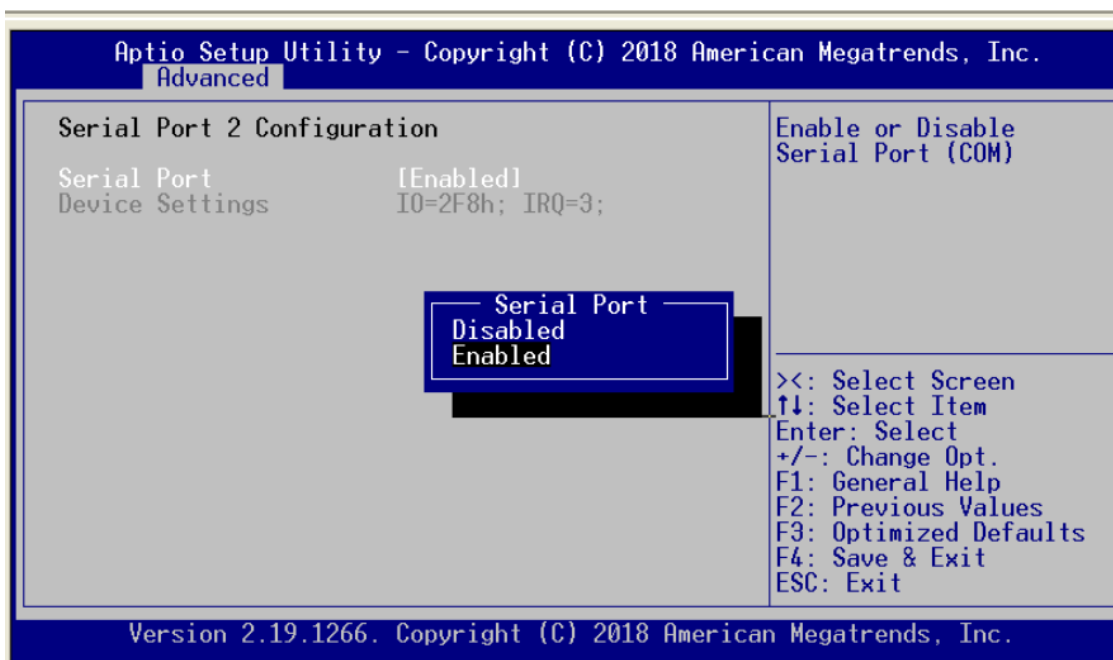 Aptio Setup Utility - Copyright (C) 2018 American Megatrends, Inc.
Advanced
Serial Port 2 Configuration
Serial Port [Enabled]
Device Settings IO=2F8h; IRQ=3;
Serial Port
Disabled
Enabled
Enable or Disable
Serial Port (COM)
><: Select Screen
↑↓: Select Item
Enter: Select
+/-: Change Opt.
F1: General Help
F2: Previous Values
F3: Optimized Defaults
F4: Save & Exit
ESC: Exit
Version 2.19.1266. Copyright (C) 2018 American Megatrends, Inc.